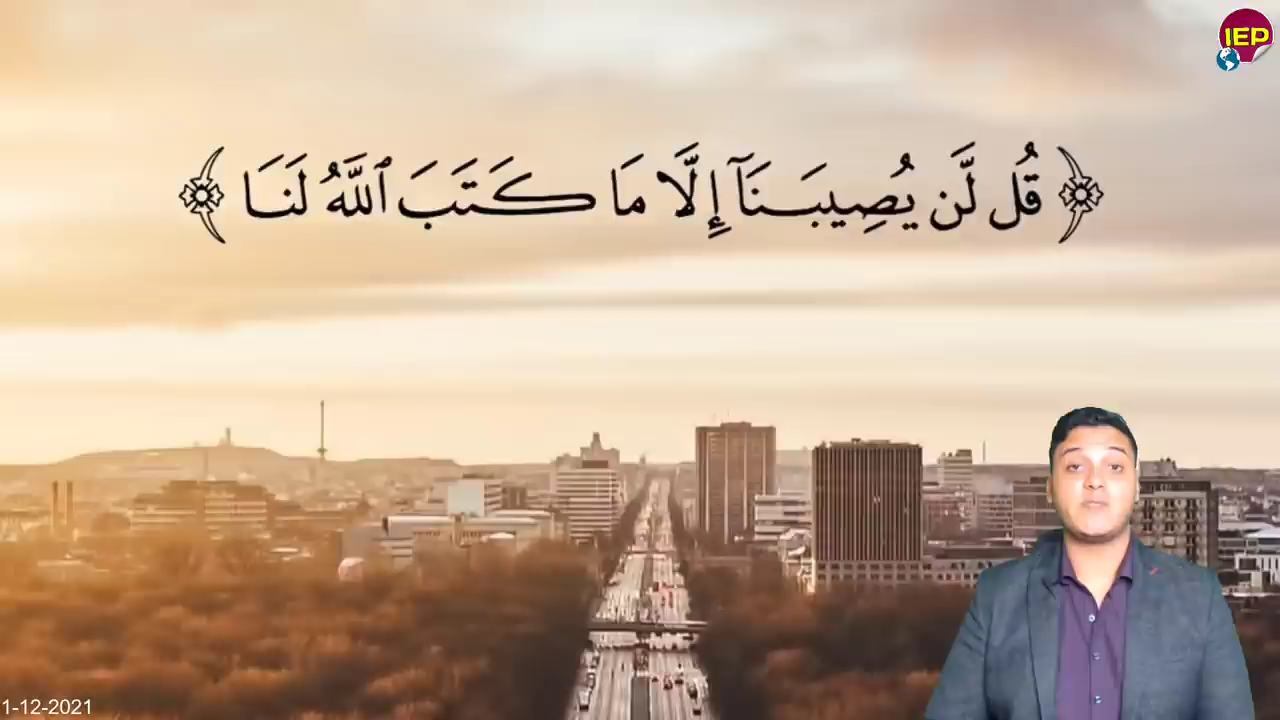 IEP
﴿ قُل لَّن يُصِيبَنَآ إِلَّا مَا كَتَبَ ٱللَّهُ لَنَا ﴾
1-12-2021